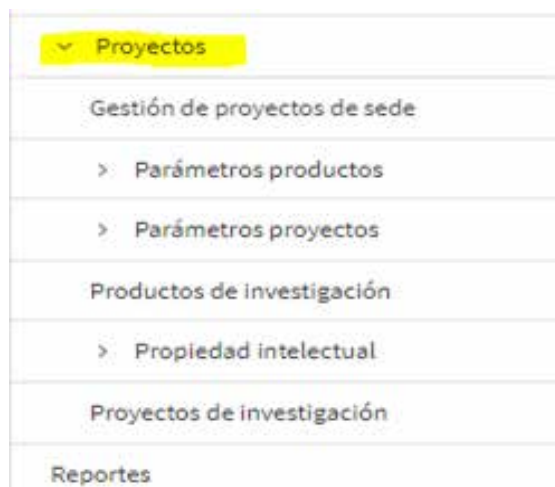 Proyectos
Gestión de proyectos de sede
Parámetros productos
Parámetros proyectos
Productos de investigación
Propiedad intelectual
Proyectos de investigación
Reportes